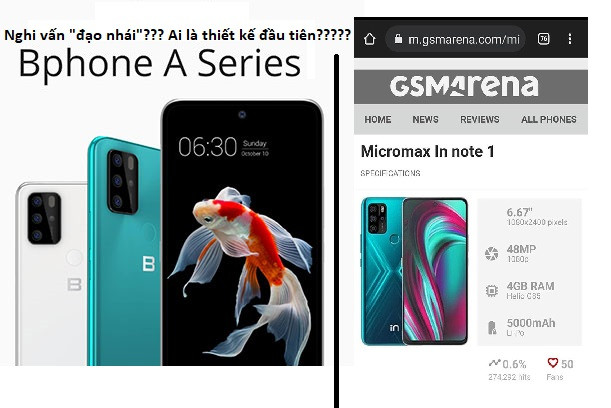 Nghi vấn "đạo nhái"??? Ai là thiết kế đầu tiên?????
Bphone A Series
06:30
Sunday
October 10
B
m.gsmarena.com/mi
76
GSMarena
HOME NEWS REVIEWS ALL PHONES
Micromax In note 1
SPECIFICATIONS
6.67"
1080x2400 pixels
48MP
1080p
4GB RAM
Helio G85
5000mAh
Li-Po
in
0.6%
274,292 hits
50
Fans